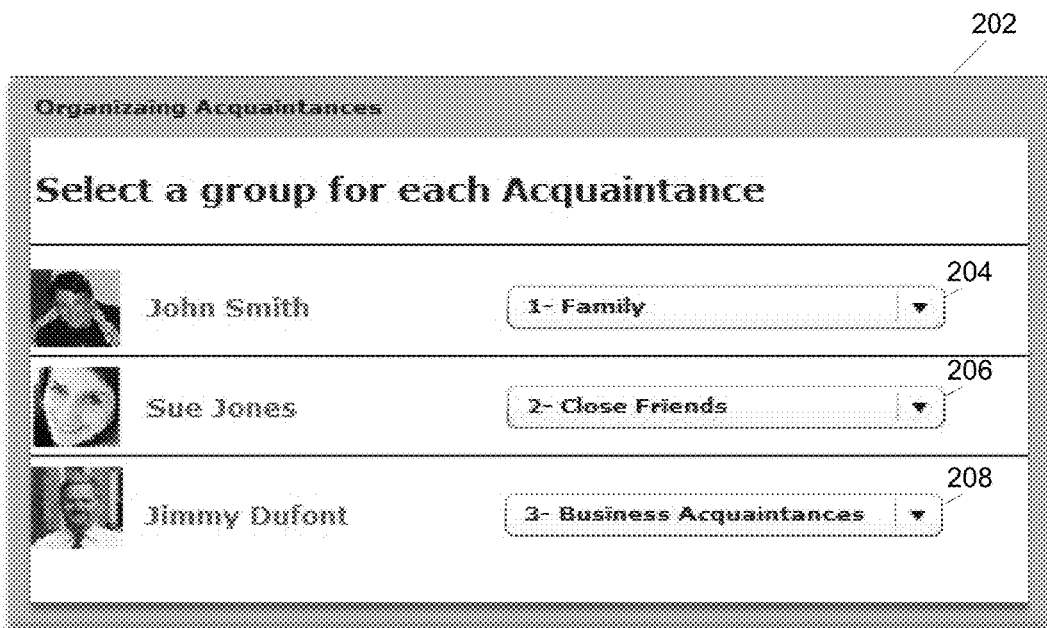 202
Organizaing Acquaintances
Select a group for each Acquaintance
204
John Smith 1- Family
206
Sue Jones 2- Close Friends
208
Jimmy Dufont 3- Business Acquaintances